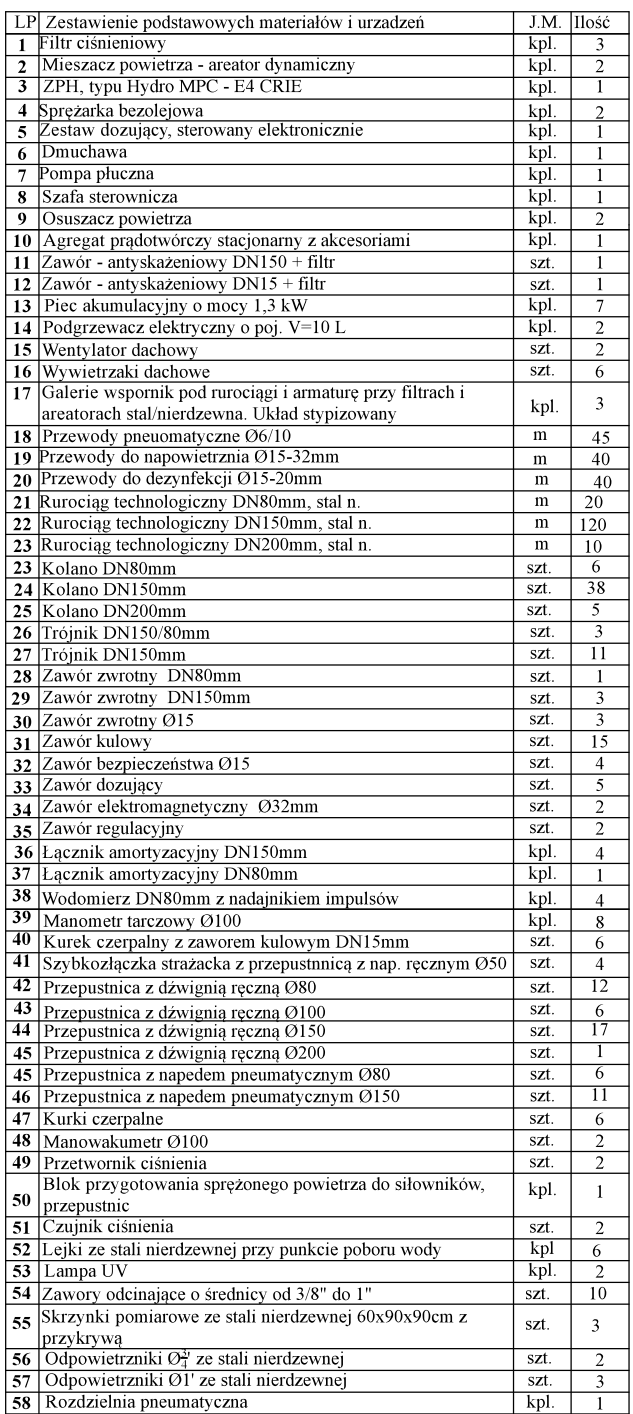 LP Zestawienie podstawowych materiałów i urzadzeń J.M. Ilość
1 Filtr ciśnieniowy kpl. 3
2 Mieszacz powietrza - areator dynamiczny kpl. 2
3 ZPH, typu Hydro MPC - E4 CRIE kpl. 1
4 Sprężarka bezolejowa kpl. 2
5 Zestaw dozujący, sterowany elektronicznie kpl. 1
6 Dmuchawa kpl. 1
7 Pompa płuczna kpl. 1
8 Szafa sterownicza kpl. 1
9 Osuszacz powietrza kpl. 2
10 Agregat prądotwórczy stacjonarny z akcesoriami kpl. 1
11 Zawór - antyskażeniowy DN150 + filtr szt. 1
12 Zawór - antyskażeniowy DN15 + filtr szt. 1
13 Piec akumulacyjny o mocy 1,3 kW kpl. 7
14 Podgrzewacz elektryczny o poj. V=10 L kpl. 2
15 Wentylator dachowy szt. 2
16 Wywietrzaki dachowe szt. 6
17 Galerie wspornik pod rurociągi i armaturę przy filtrach i
areatorach stal/nierdzewna. Układ stypizowany kpl. 3
18 Przewody pneuomatyczne Ø6/10 m 45
19 Przewody do napowietrznia Ø15-32mm m 40
20 Przewody do dezynfekcji Ø15-20mm m 40
21 Rurociąg technologiczny DN80mm, stal n. m 20
22 Rurociąg technologiczny DN150mm, stal n. m 120
23 Rurociąg technologiczny DN200mm, stal n. m 10
23 Kolano DN80mm szt. 6
24 Kolano DN150mm szt. 38
25 Kolano DN200mm szt. 5
26 Trójnik DN150/80mm szt. 3
27 Trójnik DN150mm szt. 11
28 Zawór zwrotny DN80mm szt. 1
29 Zawór zwrotny DN150mm szt. 3
30 Zawór zwrotny Ø15 szt. 3
31 Zawór kulowy szt. 15
32 Zawór bezpieczeństwa Ø15 szt. 4
33 Zawór dozujący szt. 5
34 Zawór elektromagnetyczny Ø32mm szt. 2
35 Zawór regulacyjny szt. 2
36 Łącznik amortyzacyjny DN150mm kpl. 4
37 Łącznik amortyzacyjny DN80mm kpl. 1
38 Wodomierz DN80mm z nadajnikiem impulsów kpl. 4
39 Manometr tarczowy Ø100 kpl. 8
40 Kurek czerpalny z zaworem kulowym DN15mm szt. 6
41 Szybkozłączka strażacka z przepustnnicą z nap. ręcznym Ø50 szt. 4
42 Przepustnica z dźwignią ręczną Ø80 szt. 12
43 Przepustnica z dźwignią ręczną Ø100 szt. 6
44 Przepustnica z dźwignią ręczną Ø150 szt. 17
45 Przepustnica z dźwignią ręczną Ø200 szt. 1
45 Przepustnica z napedem pneumatycznym Ø80 szt. 6
46 Przepustnica z napedem pneumatycznym Ø150 szt. 11
47 Kurki czerpalne szt. 6
48 Manowakumetr Ø100 szt. 2
49 Przetwornik ciśnienia szt. 2
50 Blok przygotowania sprężonego powietrza do siłowników, kpl. 1
przepustnic
51 Czujnik ciśnienia szt. 2
52 Lejki ze stali nierdzewnej przy punkcie poboru wody kpl 6
53 Lampa UV kpl. 2
54 Zawory odcinające o średnicy od 3/8" do 1" szt. 10
55 Skrzynki pomiarowe ze stali nierdzewnej 60x90x90cm z szt. 3
przykrywą
56 Odpowietrzniki Ø3/4' ze stali nierdzewnej szt. 2
57 Odpowietrzniki Ø1' ze stali nierdzewnej szt. 3
58 Rozdzielnia pneumatyczna kpl. 1